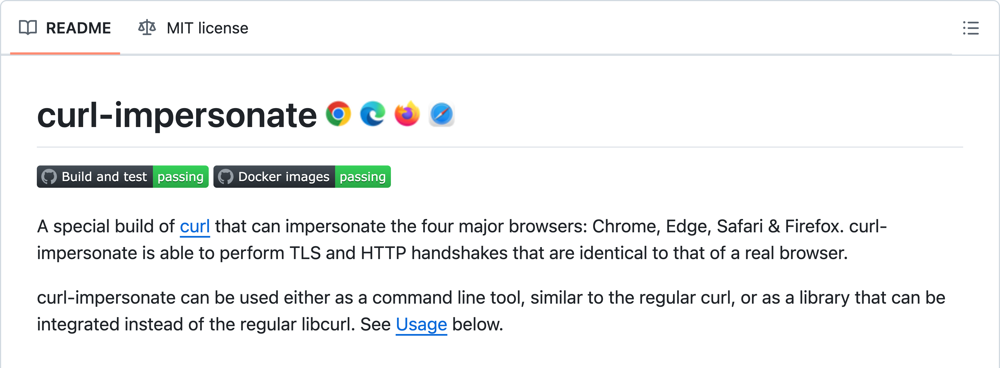 README MIT license
curl-impersonate
Build and test passing Docker images passing
A special build of curl that can impersonate the four major browsers: Chrome, Edge, Safari & Firefox. curl-
impersonate is able to perform TLS and HTTP handshakes that are identical to that of a real browser.
curl-impersonate can be used either as a command line tool, similar to the regular curl, or as a library that can be
integrated instead of the regular libcurl. See Usage below.